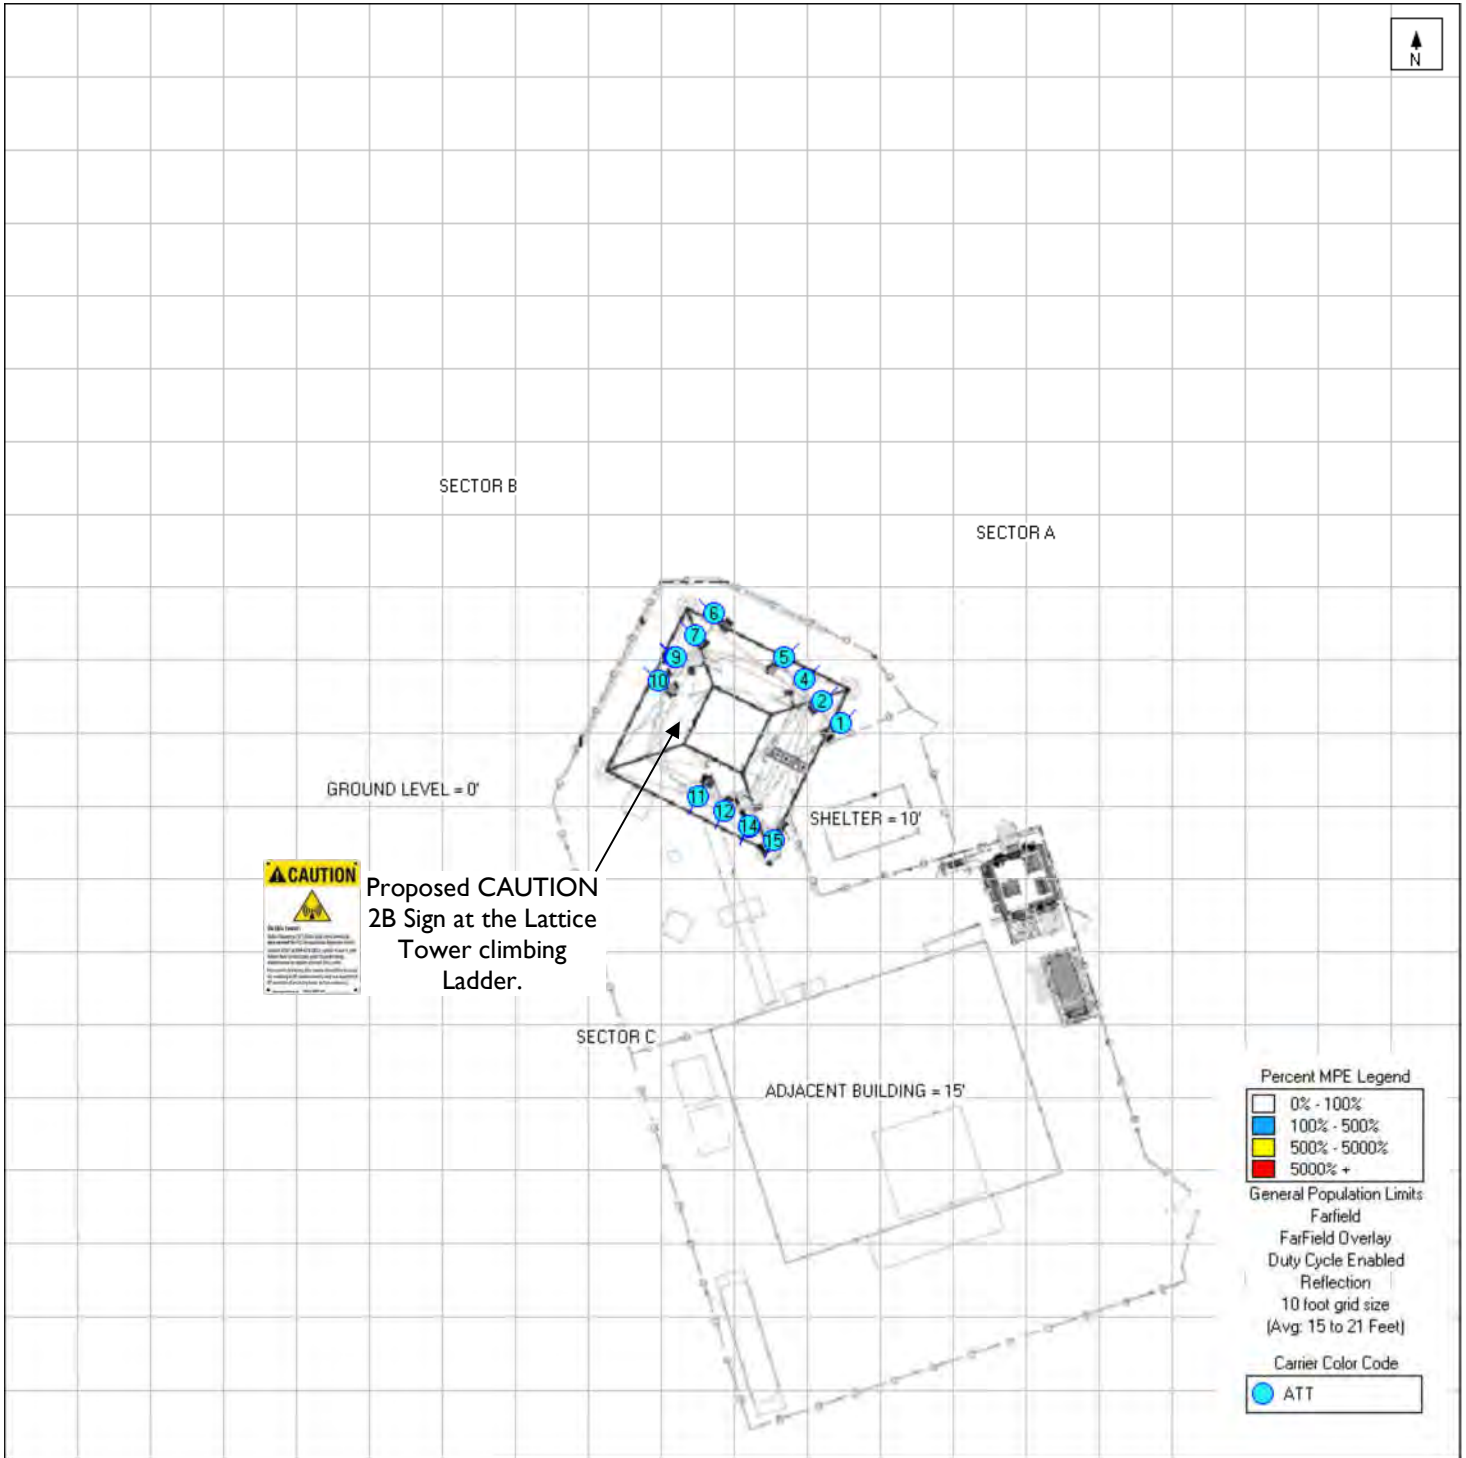 N
SECTOR B
SECTOR A
6
7
9
5
10
4
2
1
GROUND LEVEL = 0'
11
12
14
15
SHELTER = 10'
CAUTION
Proposed CAUTION
2B Sign at the Lattice
Tower climbing
Ladder.
SECTOR C
ADJACENT BUILDING = 15'
Percent MPE Legend
0% - 100%
100% - 500%
500% - 5000%
5000% +
General Population Limits
Farfield
FarField Overlay
Duty Cycle Enabled
Reflection
10 foot grid size
(Avg: 15 to 21 Feet)
Carrier Color Code
ATT